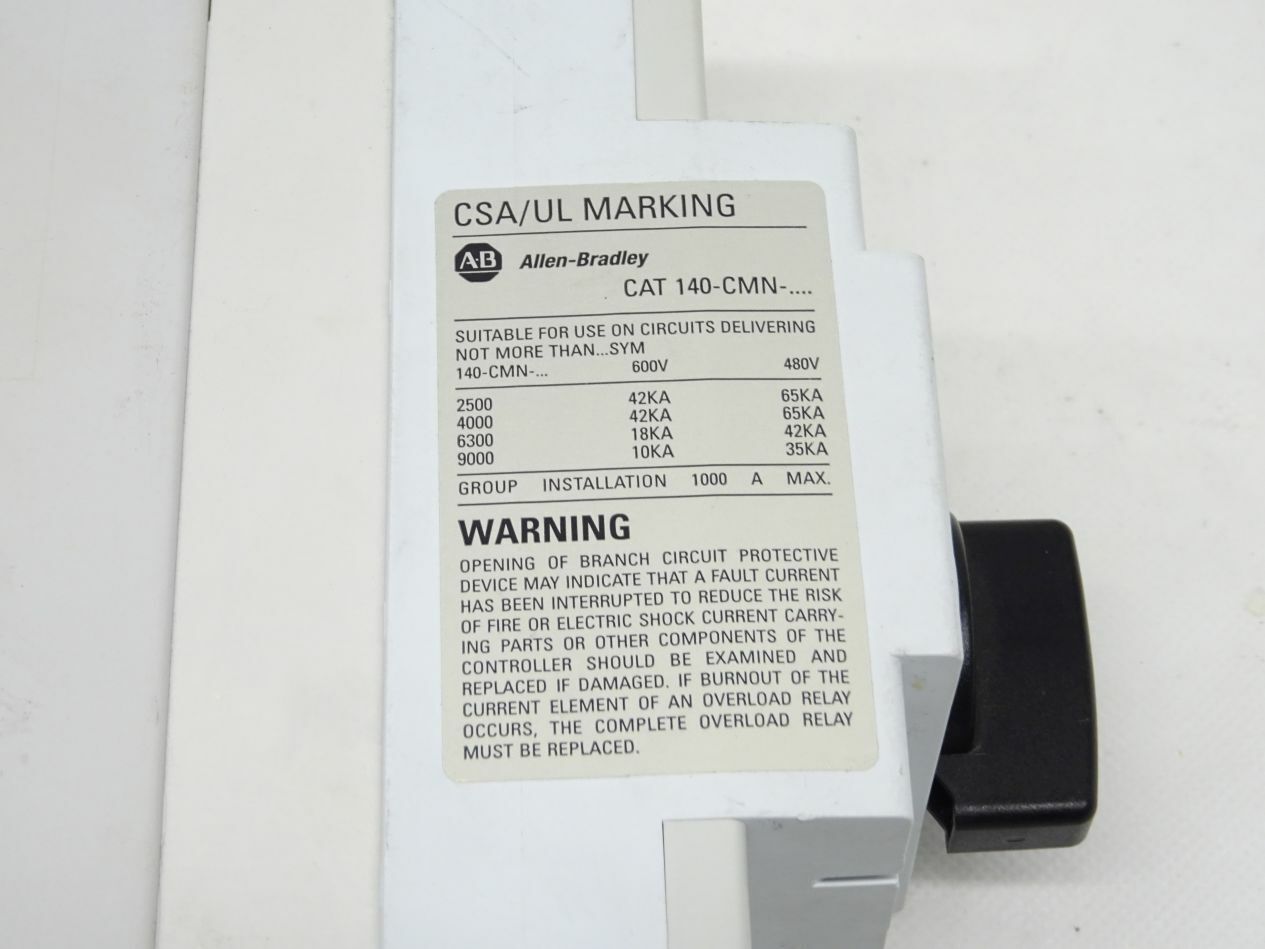 CSA/UL MARKING
A-B Allen-Bradley
CAT 140-CMN-....
SUITABLE FOR USE ON CIRCUITS DELIVERING
NOT MORE THAN...SYM
140-CMN-... 600V 480V
2500 42KA 65KA
4000 42KA 65KA
6300 18KA 42KA
9000 10KA 35KA
GROUP INSTALLATION 1000 A MAX.
WARNING
OPENING OF BRANCH CIRCUIT PROTECTIVE
DEVICE MAY INDICATE THAT A FAULT CURRENT
HAS BEEN INTERRUPTED TO REDUCE THE RISK
OF FIRE OR ELECTRIC SHOCK CURRENT CARRY-
ING PARTS OR OTHER COMPONENTS OF THE
CONTROLLER SHOULD BE EXAMINED AND
REPLACED IF DAMAGED. IF BURNOUT OF THE
CURRENT ELEMENT OF AN OVERLOAD RELAY
OCCURS, THE COMPLETE OVERLOAD RELAY
MUST BE REPLACED.